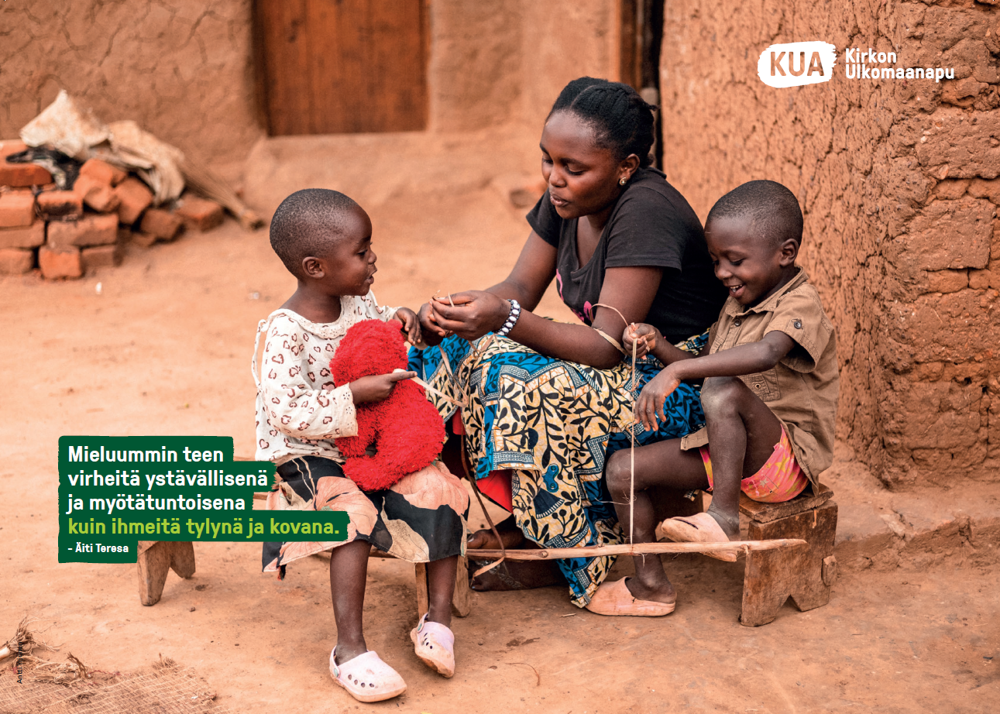 KUA
Kirkon
Ulkomaanapu
Mieluummin teen
virheitä ystävällisenä
ja myötätuntoisena
kuin ihmeitä tylynä ja kovana.
– Äiti Teresa